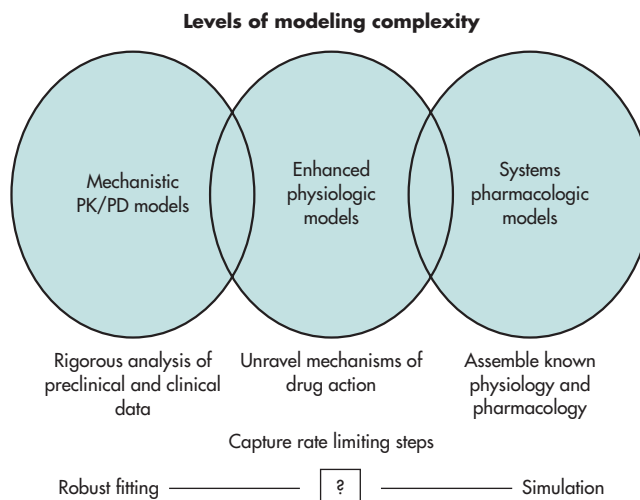 Levels of modeling complexity
Mechanistic
PK/PD models
Enhanced
physiologic
models
Systems
pharmacologic
models
Rigorous analysis of
preclinical and clinical
data
Unravel mechanisms of
drug action
Assemble known
physiology and
pharmacology
Capture rate limiting steps
Robust fitting
?
Simulation